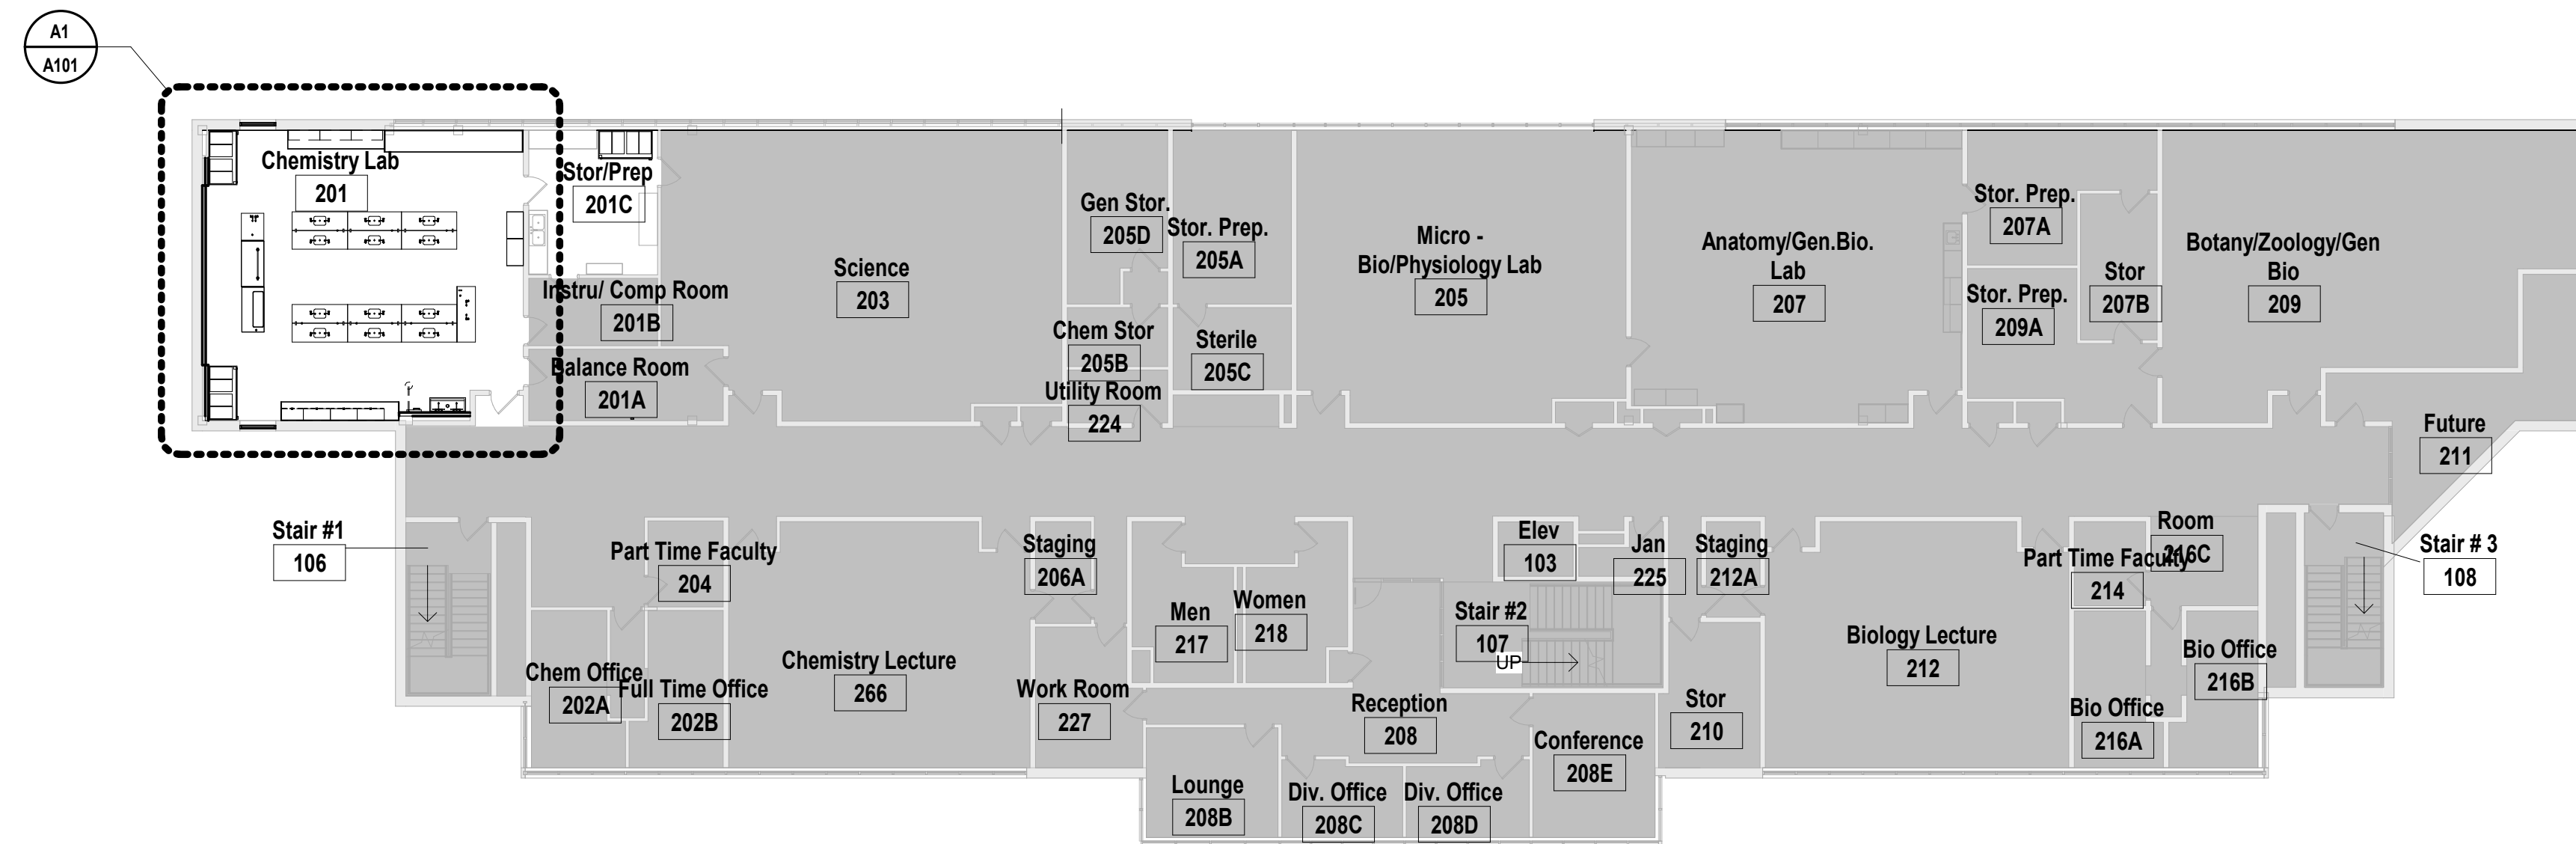 A1
A101
Chemistry Lab
201
Stor/Prep
201C
Instru/ Comp Room
201B
Balance Room
201A
Science
203
Gen Stor.
205D
Stor. Prep.
205A
Chem Stor
205B
Sterile
205C
Utility Room
224
Micro -
Bio/Physiology Lab
205
Anatomy/Gen.Bio.
Lab
207
Stor. Prep.
207A
Stor. Prep.
209A
Stor
207B
Botany/Zoology/Gen
Bio
209
Future
211
Stair #1
106
Part Time Faculty
204
Chem Office
202A
Full Time Office
202B
Chemistry Lecture
266
Staging
206A
Work Room
227
Men
217
Women
218
Elev
103
Jan
225
Stair #2
107
UP
Staging
212A
Reception
208
Lounge
208B
Div. Office
208C
Div. Office
208D
Conference
208E
Stor
210
Biology Lecture
212
Part Time Faculty
214
Room
216C
Bio Office
216B
Bio Office
216A
Stair # 3
108